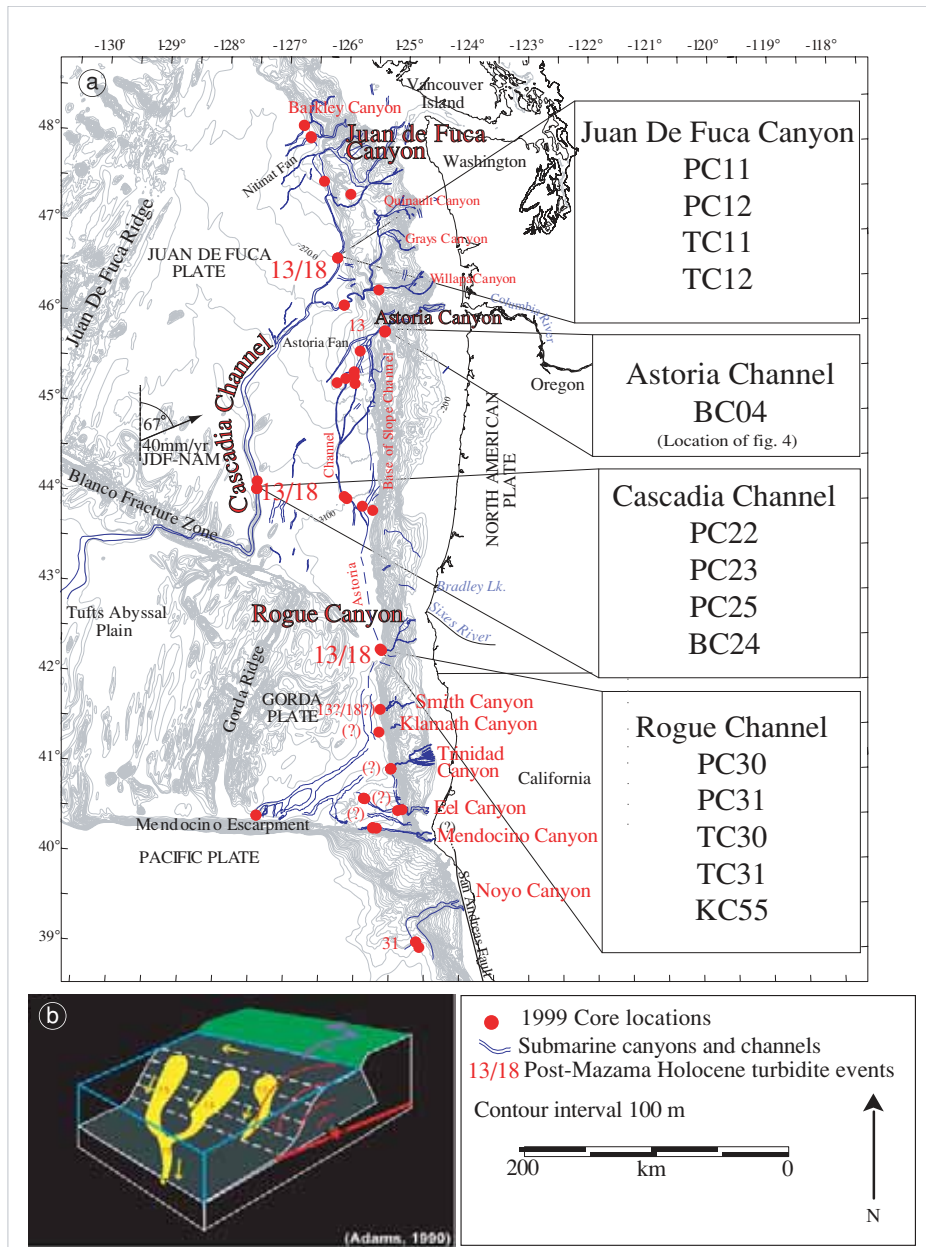 -130° -129° -128° -127° -126° -125° -124° -123° -122° -121° -120° -119° -118°
a
48°
47°
46°
45°
44°
43°
42°
41°
40°
39°
Vancouver
Island
Barkley Canyon
Juan de Fuca
Canyon
Washington
Nitinat Fan
Quinault Canyon
Grays Canyon
Juan De Fuca Ridge
JUAN DE FUCA
PLATE
-2700
13/18
WillapaCanyon
Columbia River
13
Astoria Canyon
Astoria Fan
Oregon
Cascadia Channel
Base of Slope Channel
-200
67°
40mm/yr
JDF-NAM
Channel
NORTH AMERICAN
PLATE
13/18
Blanco Fracture Zone
-3100
Astoria
Bradley Lk.
Sixes River
Tufts Abyssal
Plain
Rogue Canyon
13/18
Gorda Ridge
GORDA
PLATE
13?/18?
Smith Canyon
(?)
Klamath Canyon
Trinidad
Canyon
(?)
California
(?)
Eel Canyon
(?)
(?)
Mendocino Escarpment
Mendocino Canyon
PACIFIC PLATE
San Andreas Fault
Noyo Canyon
31
Juan De Fuca Canyon
PC11
PC12
TC11
TC12
Astoria Channel
BC04
(Location of fig. 4)
Cascadia Channel
PC22
PC23
PC25
BC24
Rogue Channel
PC30
PC31
TC30
TC31
KC55
b
(Adams, 1990)
1999 Core locations
Submarine canyons and channels
13/18 Post-Mazama Holocene turbidite events
Contour interval 100 m
200 km 0
N